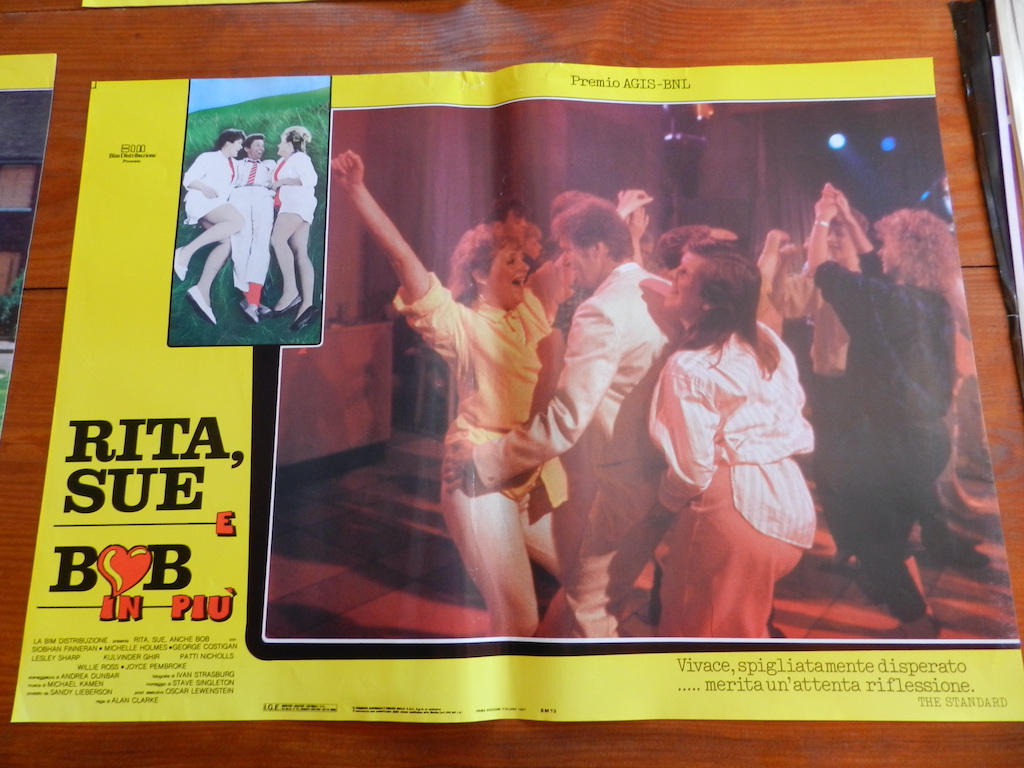 Premio AGIS-BNL
BIM
Bim Distribuzione
Presenta
RITA,
SUE
E
BOB
IN PIÙ
LA BIM DISTRIBUZIONE presenta RITA, SUE, ANCHE BOB con
SIOBHAN FINNERAN • MICHELLE HOLMES • GEORGE COSTIGAN
LESLEY SHARP KULVINDER GHIR PATTI NICHOLLS
WILLIE ROSS • JOYCE PEMBROKE
sceneggiatura di ANDREA DUNBAR fotografia di IVAN STRASBURG
musica di MICHAEL KAMEN montaggio di STAVE SINGLETON
prodotto da SANDY LIEBERSON prod. esecutivo OSCAR LEWENSTEIN
regia di ALAN CLARKE
Vivace, spigliatamente disperato
..... merita un'attenta riflessione.
THE STANDARD
I.G.E.